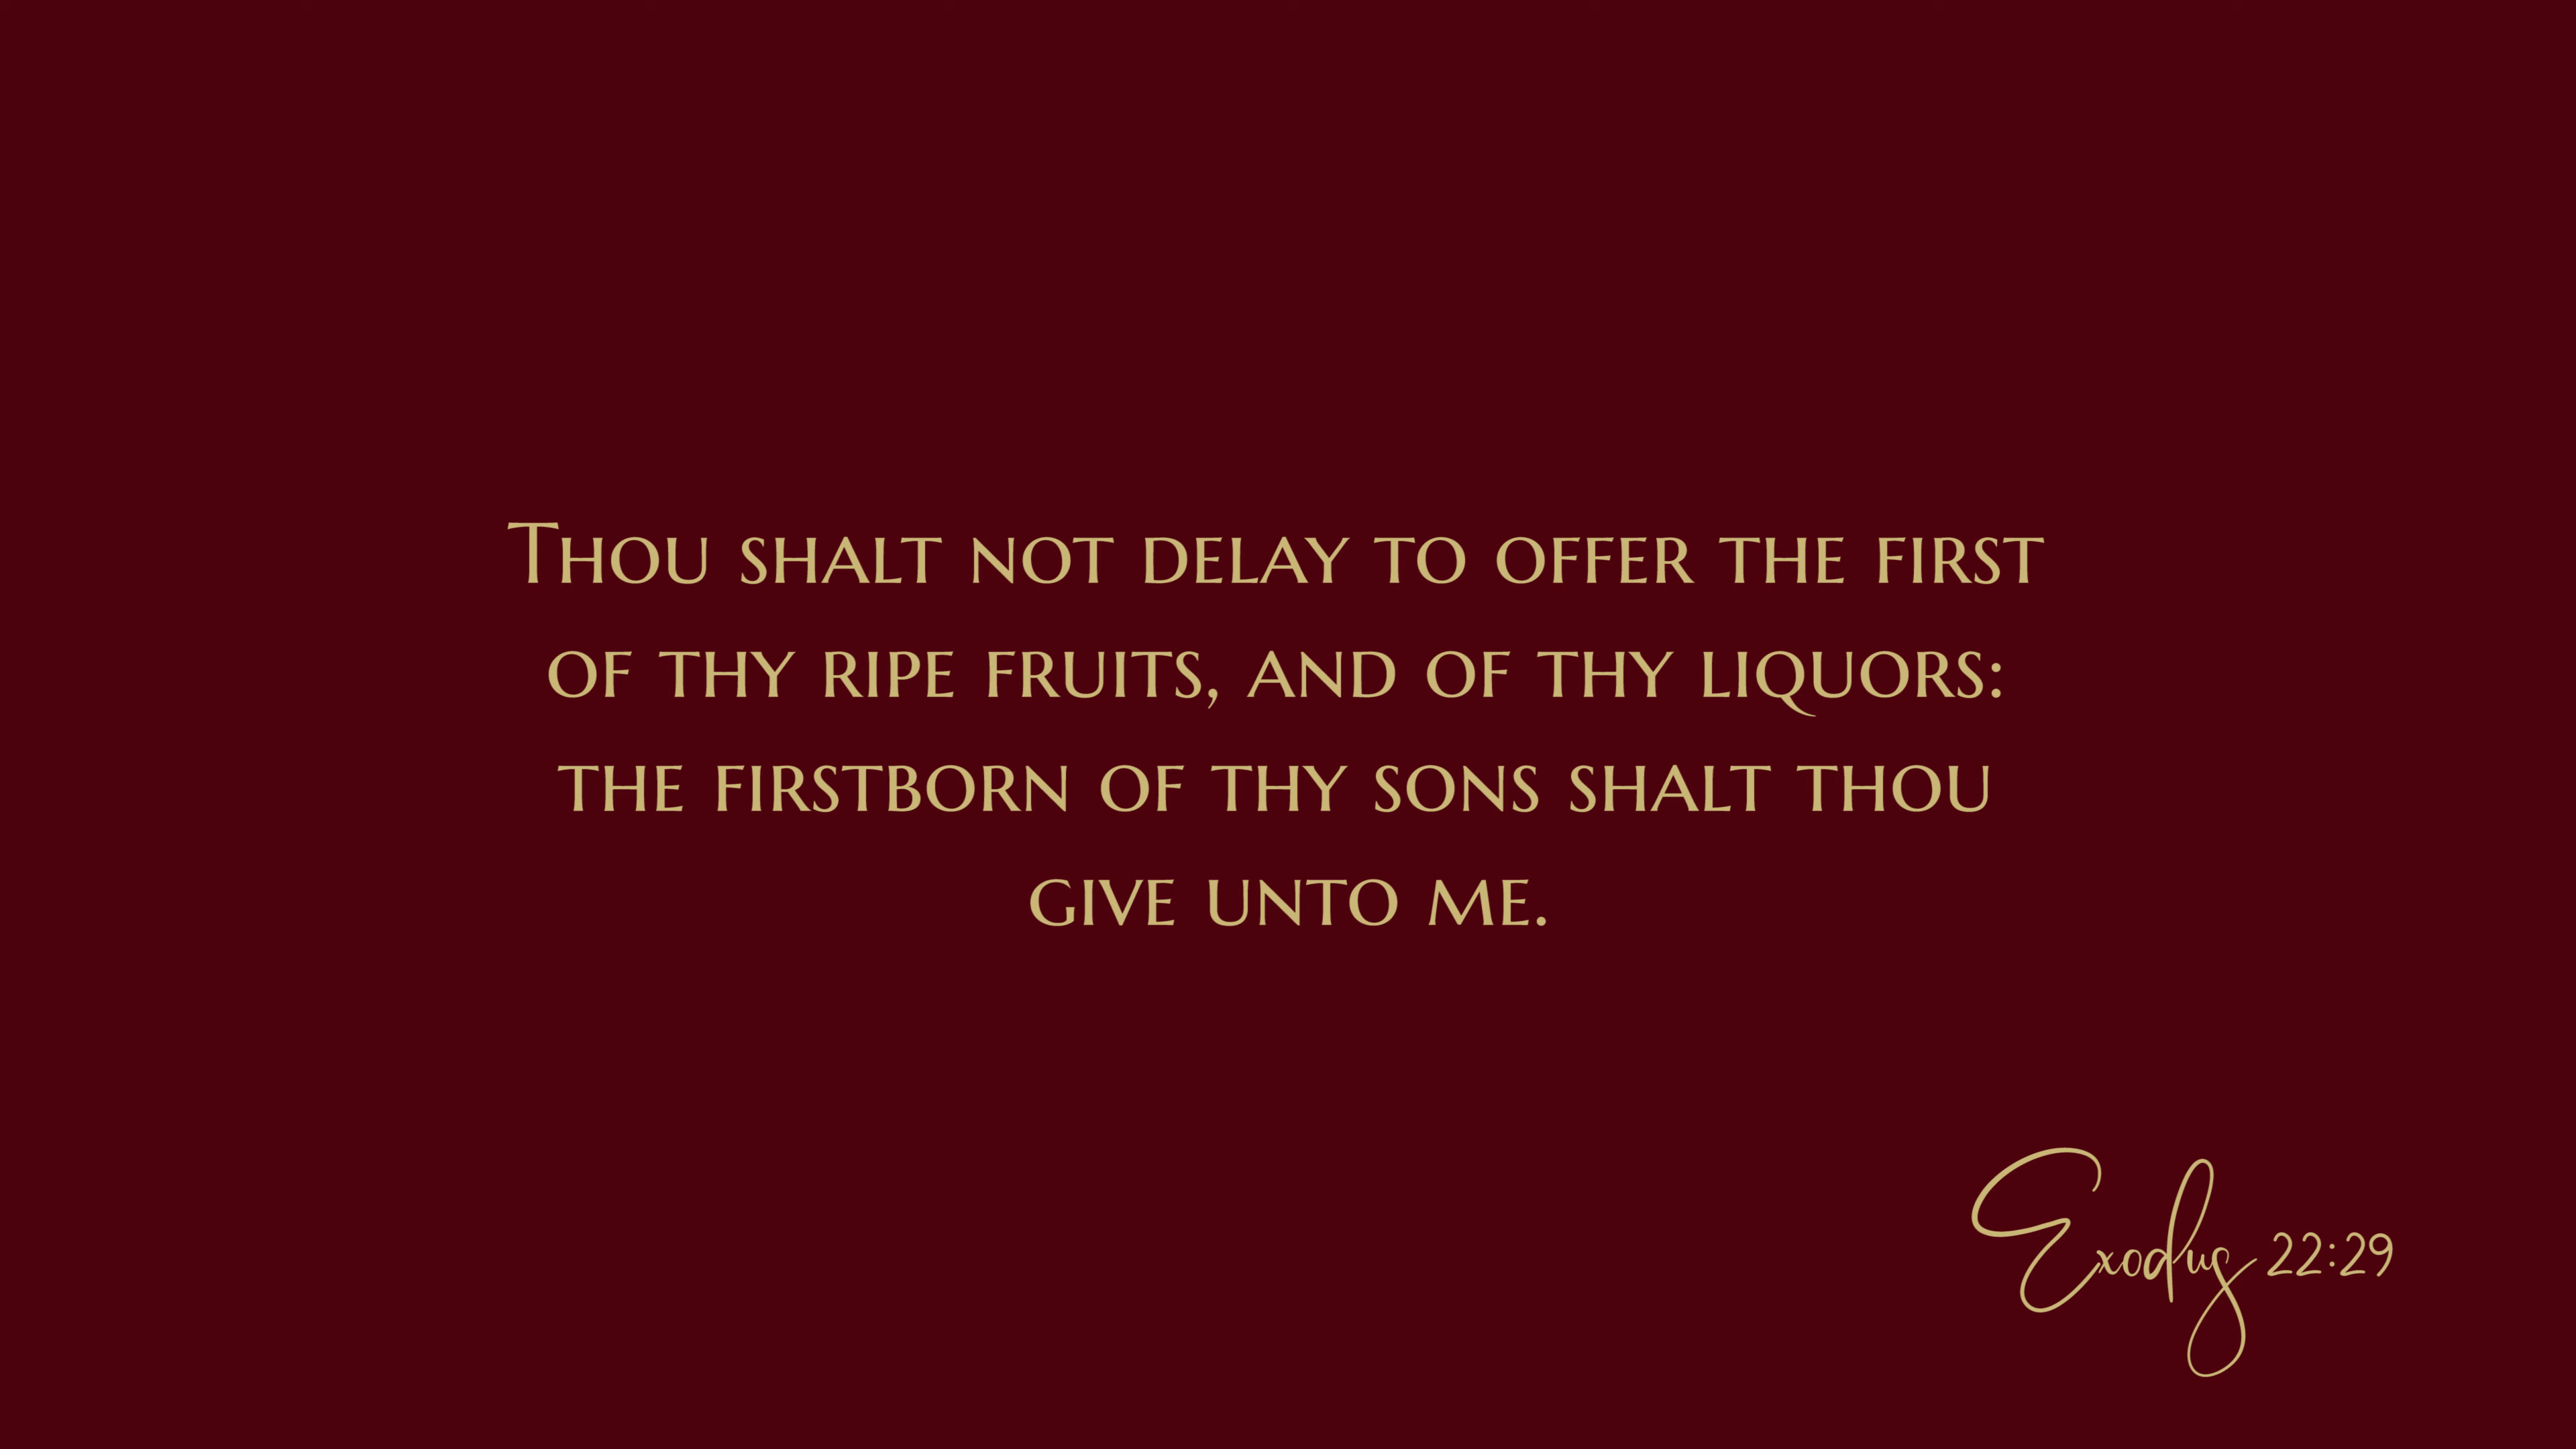 Thou shalt not delay to offer the first
of thy ripe fruits, and of thy liquors:
the firstborn of thy sons shalt thou
give unto me.
Exodus 22:29